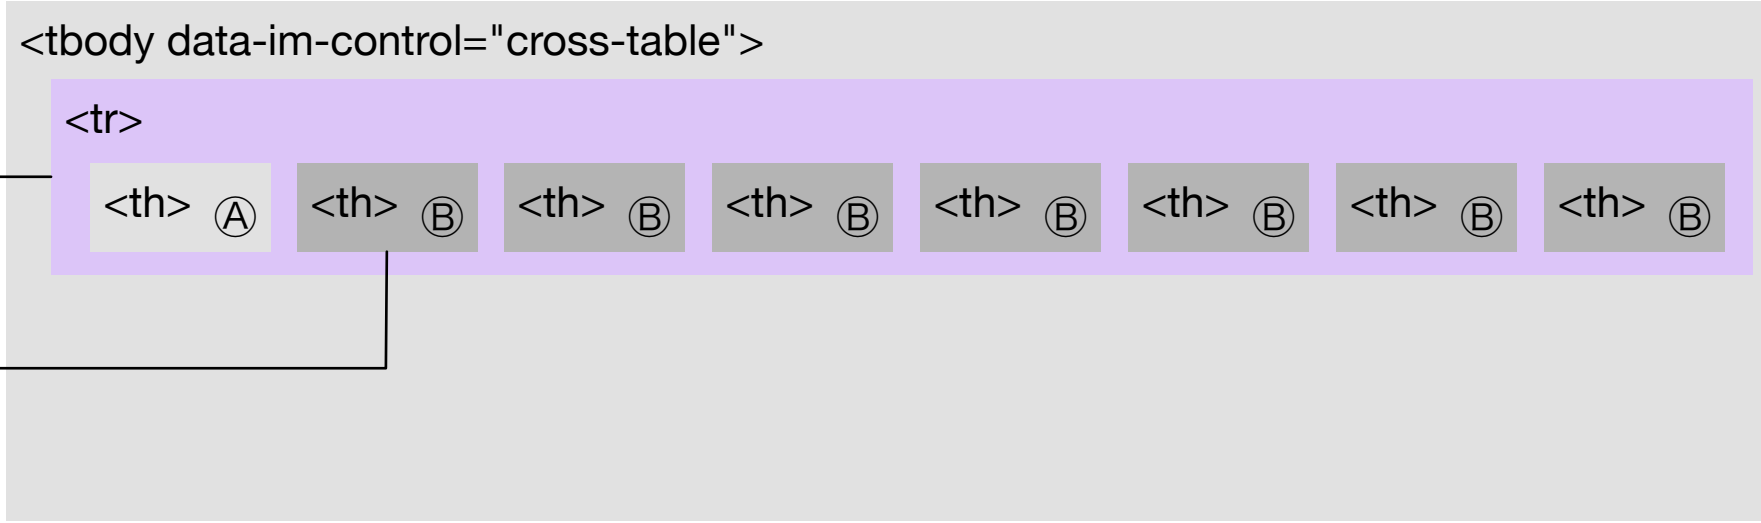 <tbody data-im-control="cross-table">
<tr>
<th> Ⓐ <th> Ⓑ <th> Ⓑ <th> Ⓑ <th> Ⓑ <th> Ⓑ <th> Ⓑ <th> Ⓑ